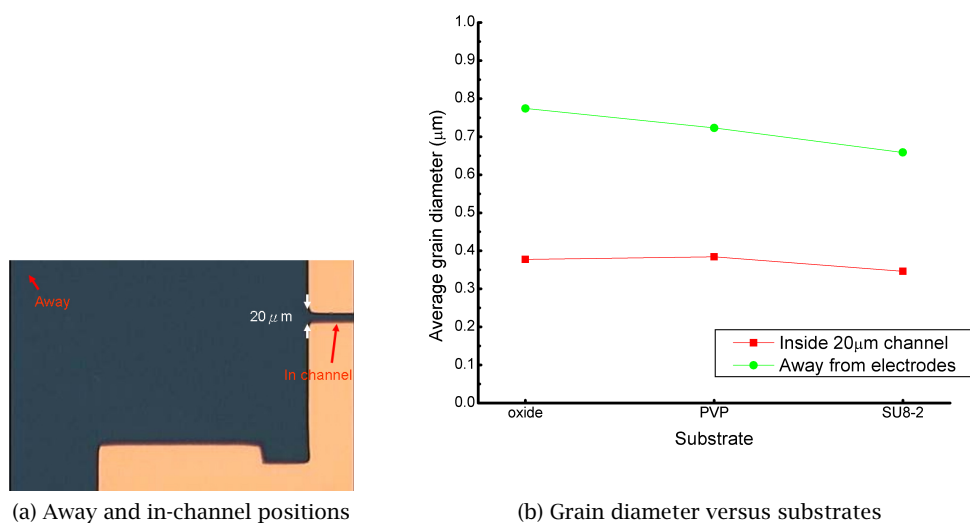 Away
20 μm
In channel
(a) Away and in-channel positions
1.0
0.9
0.8
0.7
0.6
0.5
0.4
0.3
0.2
0.1
0.0
Average grain diameter (μm)
oxide
PVP
SU8-2
Substrate
Inside 20μm channel
Away from electrodes
(b) Grain diameter versus substrates